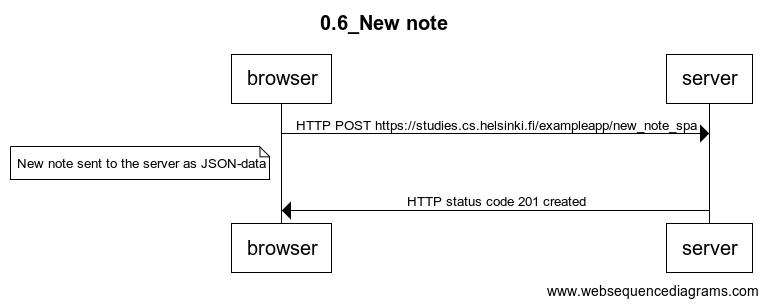 0.6_New note
browser server
HTTP POST https://studies.cs.helsinki.fi/exampleapp/new_note_spa
New note sent to the server as JSON-data
HTTP status code 201 created
browser server
www.websequencediagrams.com